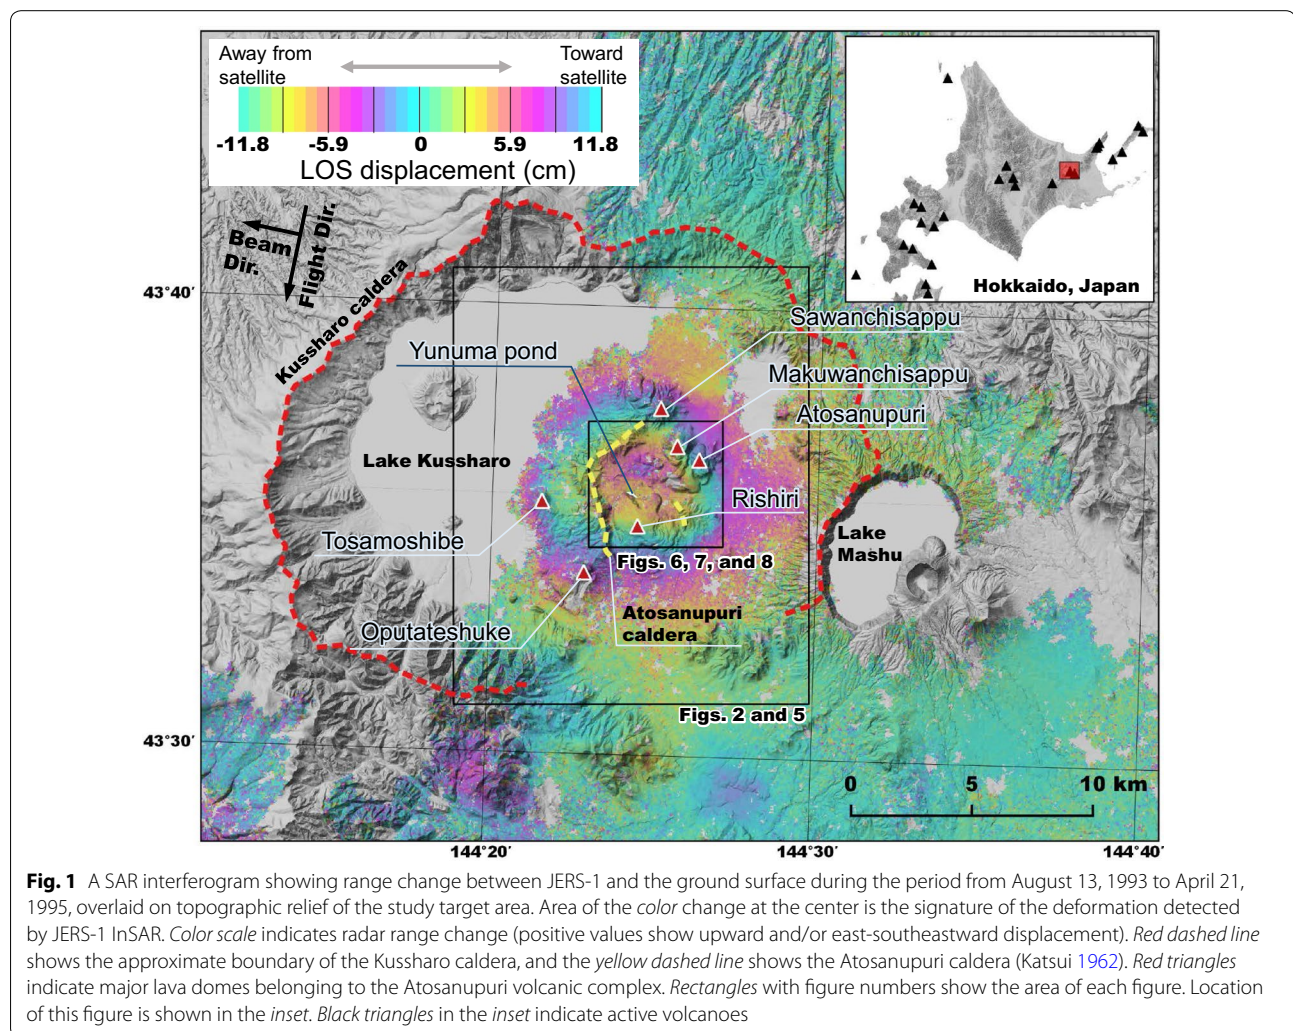 Away from
satellite
Toward
satellite
-11.8 -5.9 0 5.9 11.8
LOS displacement (cm)
Hokkaido, Japan
Beam
Dir.
Flight Dir.
Kussharo caldera
43°40'
43°30'
Yunuma pond
Sawanchisappu
Makuwanchisappu
Atosanupuri
Lake Kussharo
Rishiri
Tosamoshibe
Lake
Mashu
Figs. 6, 7, and 8
Atosanupuri
caldera
Oputateshuke
Figs. 2 and 5
0 5 10 km
144°20' 144°30' 144°40'
Fig. 1 A SAR interferogram showing range change between JERS-1 and the ground surface during the period from August 13, 1993 to April 21,
1995, overlaid on topographic relief of the study target area. Area of the color change at the center is the signature of the deformation detected
by JERS-1 InSAR. Color scale indicates radar range change (positive values show upward and/or east-southeastward displacement). Red dashed line
shows the approximate boundary of the Kussharo caldera, and the yellow dashed line shows the Atosanupuri caldera (Katsui 1962). Red triangles
indicate major lava domes belonging to the Atosanupuri volcanic complex. Rectangles with figure numbers show the area of each figure. Location
of this figure is shown in the inset. Black triangles in the inset indicate active volcanoes